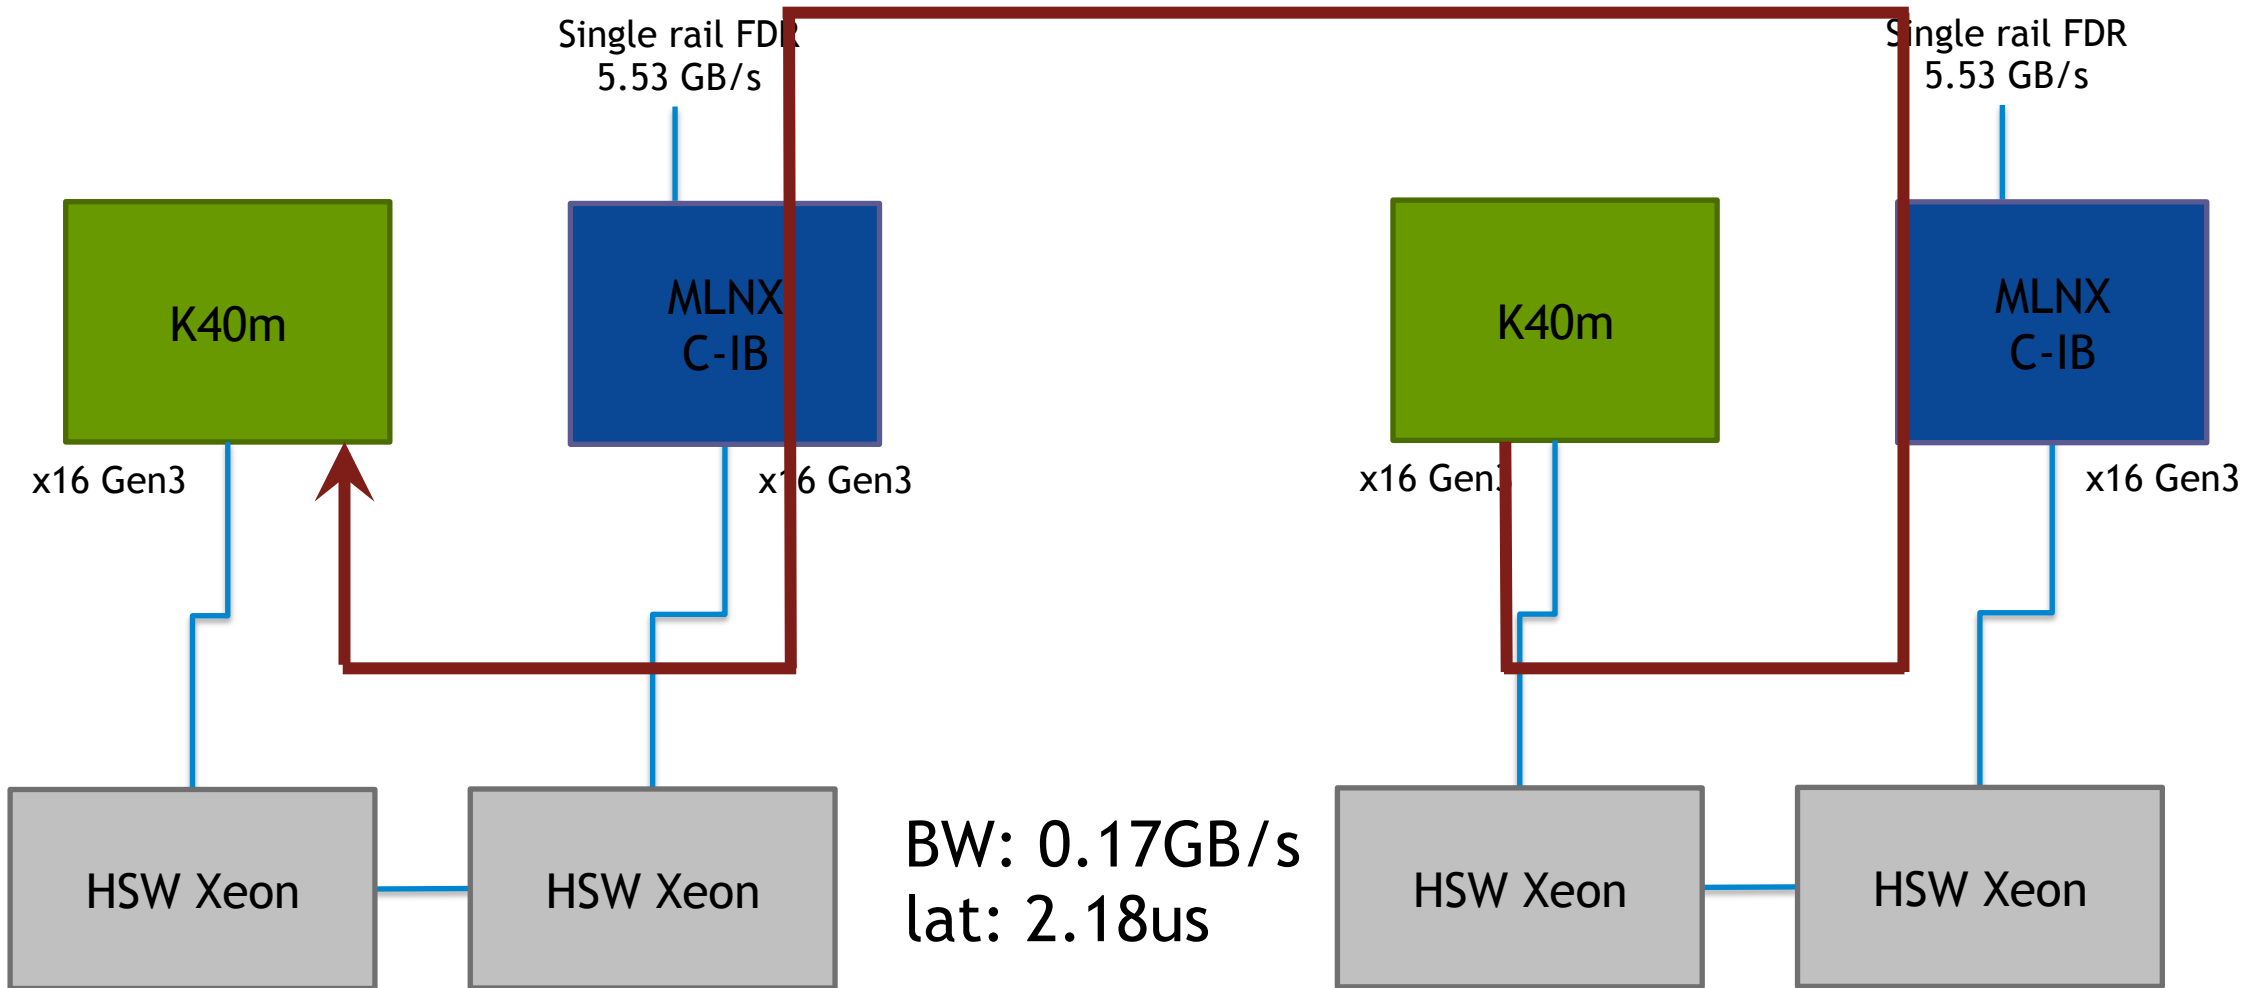 Single rail FDR
5.53 GB/s
Single rail FDR
5.53 GB/s
K40m
MLNX
C-IB
K40m
MLNX
C-IB
x16 Gen3
x16 Gen3
x16 Gen3
x16 Gen3
HSW Xeon
HSW Xeon
BW: 0.17GB/s
lat: 2.18us
HSW Xeon
HSW Xeon